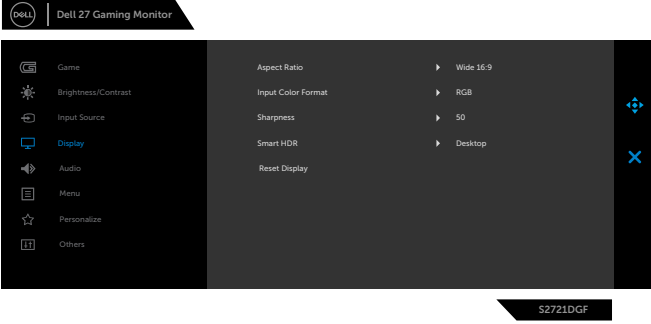 DELL Dell 27 Gaming Monitor
Game
Brightness/Contrast
Input Source
Display
Audio
Menu
Personalize
Others
Aspect Ratio Wide 16:9
Input Color Format RGB
Sharpness 50
Smart HDR Desktop
Reset Display
S2721DGF